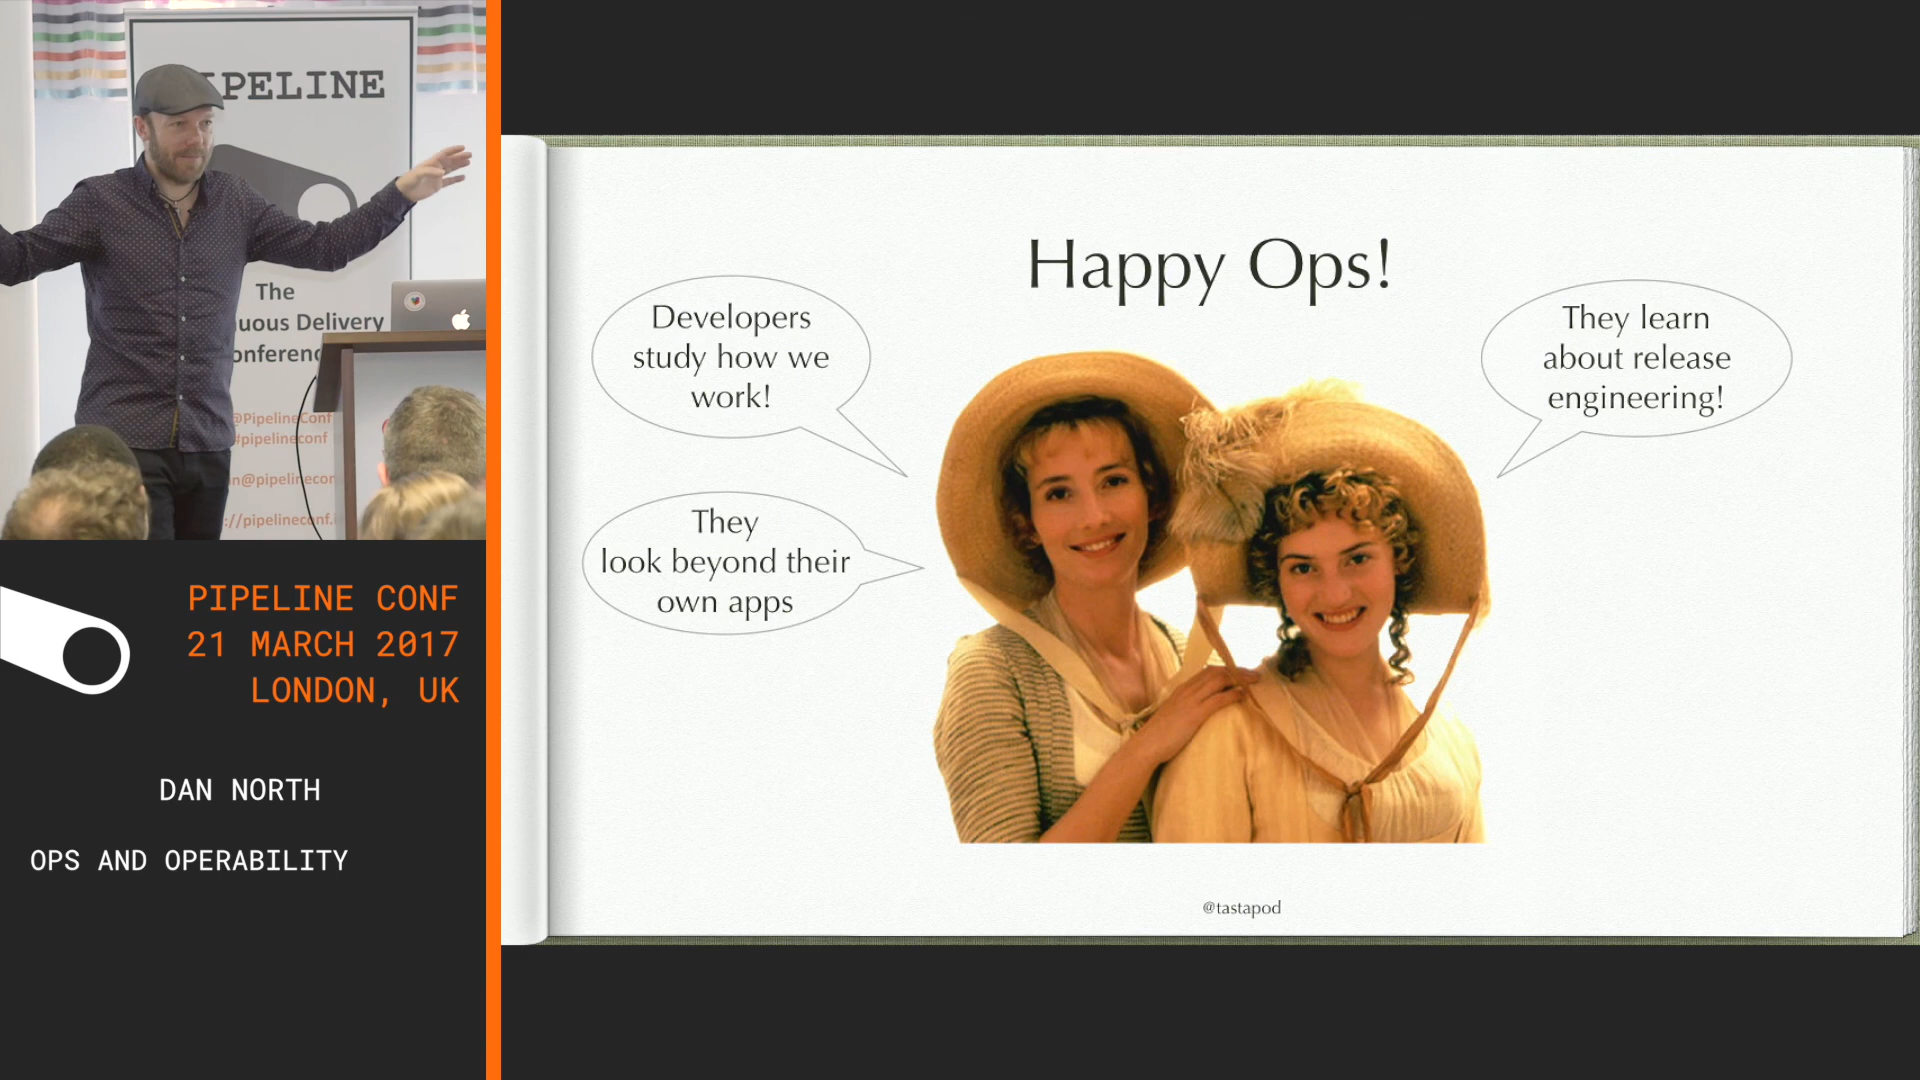 PIPELINE
The
uous Delivery
onferenc
@PipelineConf
#pipelineconf
n@pipelinecon
://pipelineconf.
PIPELINE CONF
21 MARCH 2017
LONDON, UK
DAN NORTH
OPS AND OPERABILITY
Happy Ops!
Developers
study how we
work!
They
look beyond their
own apps
They learn
about release
engineering!
@tastapod